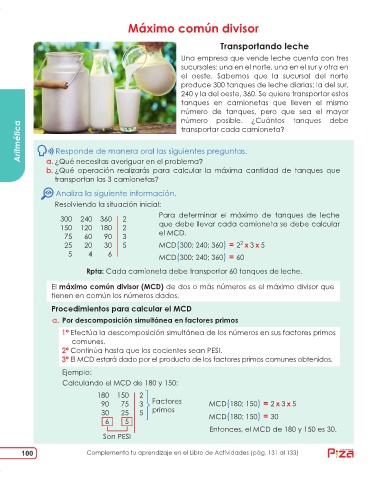 Máximo común divisor
Transportando leche
Una empresa que vende leche cuenta con tres
sucursales: una en el norte, una en el sur y otra en
el oeste. Sabemos que la sucursal del norte
produce 300 tanques de leche diarias; la del sur,
240 y la del oeste, 360. Se quiere transportar estos
tanques en camionetas que lleven el mismo
número de tanques, pero que sea el mayor
número posible. ¿Cuántos tanques debe
transportar cada camioneta?
Aritmética
Responde de manera oral las siguientes preguntas.
a. ¿Qué necesitas averiguar en el problema?
b. ¿Qué operación realizarás para calcular la máxima cantidad de tanques que
transportan las 3 camionetas?
Analiza la siguiente información.
Resolviendo la situación inicial:
300 240 360 2
150 120 180 2
75 60 90 3
25 20 30 5
5 4 6
Para determinar el máximo de tanques de leche
que debe llevar cada camioneta se debe calcular
el MCD.
MCD(300; 240; 360) = 2² x 3 x 5
MCD(300; 240; 360) = 60
Rpta: Cada camioneta debe transportar 60 tanques de leche.
El máximo común divisor (MCD) de dos o más números es el máximo divisor que
tienen en común los números dados.
Procedimientos para calcular el MCD
a. Por descomposición simultánea en factores primos
1º Efectúa la descomposición simultánea de los números en sus factores primos
comunes.
2º Continúa hasta que los cocientes sean PESI.
3º El MCD estará dado por el producto de los factores primos comunes obtenidos.
Ejemplo:
Calculando el MCD de 180 y 150:
180 150 2
90 75 3
30 25 5
6 5
Factores
primos
Son PESI
MCD(180; 150) = 2 x 3 x 5
MCD(180; 150) = 30
Entonces, el MCD de 180 y 150 es 30.
100
Complementa tu aprendizaje en el Libro de Actividades (pág. 131 al 133)